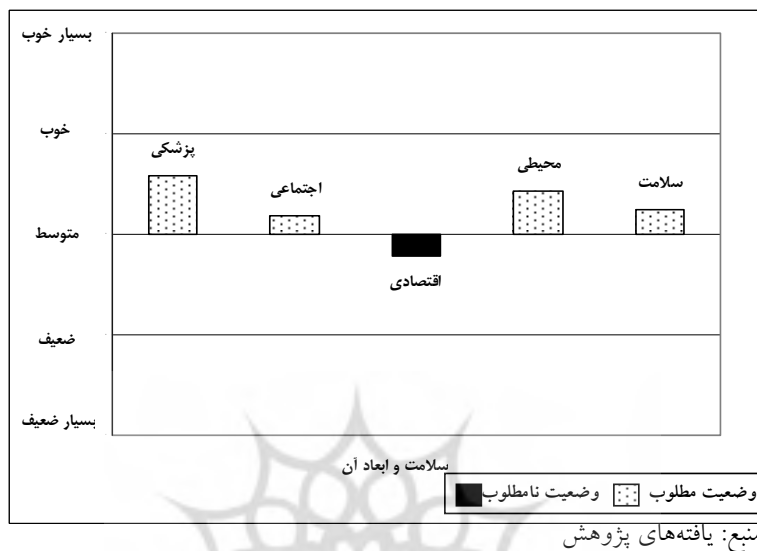 بسیار خوب
خوب
متوسط
ضعیف
بسیار ضعیف
پزشکی
اجتماعی
اقتصادی
محیطی
سلامت
سلامت و ابعاد آن
وضعیت مطلوب
وضعیت نامطلوب
منبع: یافته‌های پژوهش